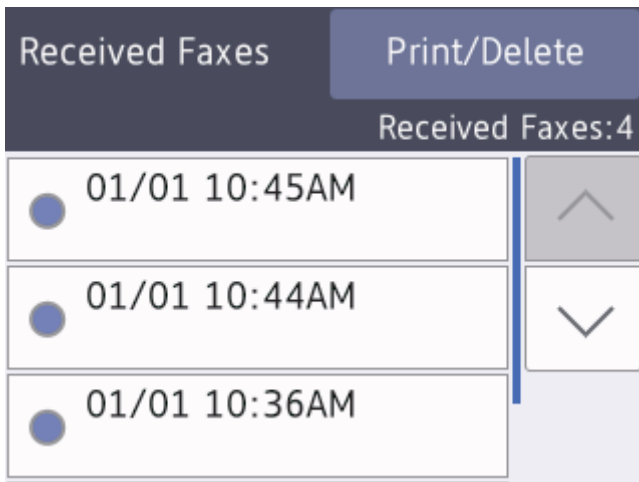 Received Faxes
Print/Delete
Received Faxes:4
01/01 10:45AM
01/01 10:44AM
01/01 10:36AM